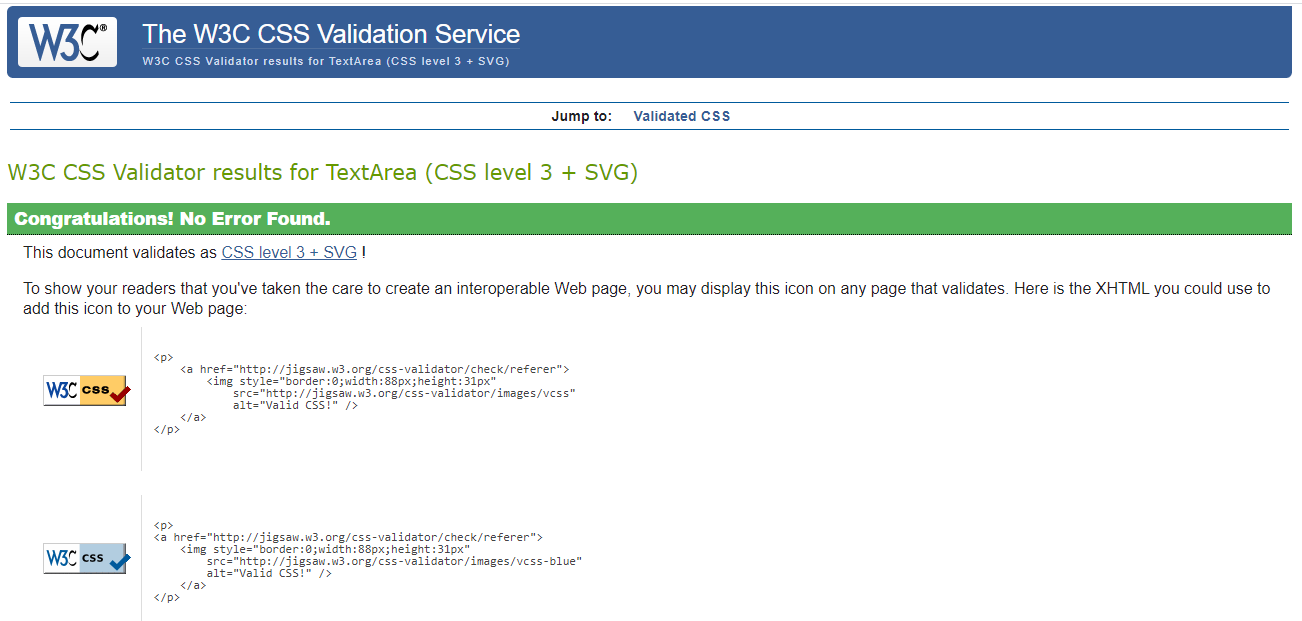 W3C®
The W3C CSS Validation Service
W3C CSS Validator results for TextArea (CSS level 3 + SVG)
Jump to: Validated CSS
W3C CSS Validator results for TextArea (CSS level 3 + SVG)
Congratulations! No Error Found.
This document validates as CSS level 3 + SVG !
To show your readers that you've taken the care to create an interoperable Web page, you may display this icon on any page that validates. Here is the XHTML you could use to
add this icon to your Web page:
W3C css
<p>
<a href="http://jigsaw.w3.org/css-validator/check/referer">
<img style="border:0;width:88px;height:31px"
src="http://jigsaw.w3.org/css-validator/images/vcss"
alt="Valid CSS!" />
</a>
</p>
W3C css
<p>
<a href="http://jigsaw.w3.org/css-validator/check/referer">
<img style="border:0;width:88px;height:31px"
src="http://jigsaw.w3.org/css-validator/images/vcss-blue"
alt="Valid CSS!" />
</a>
</p>